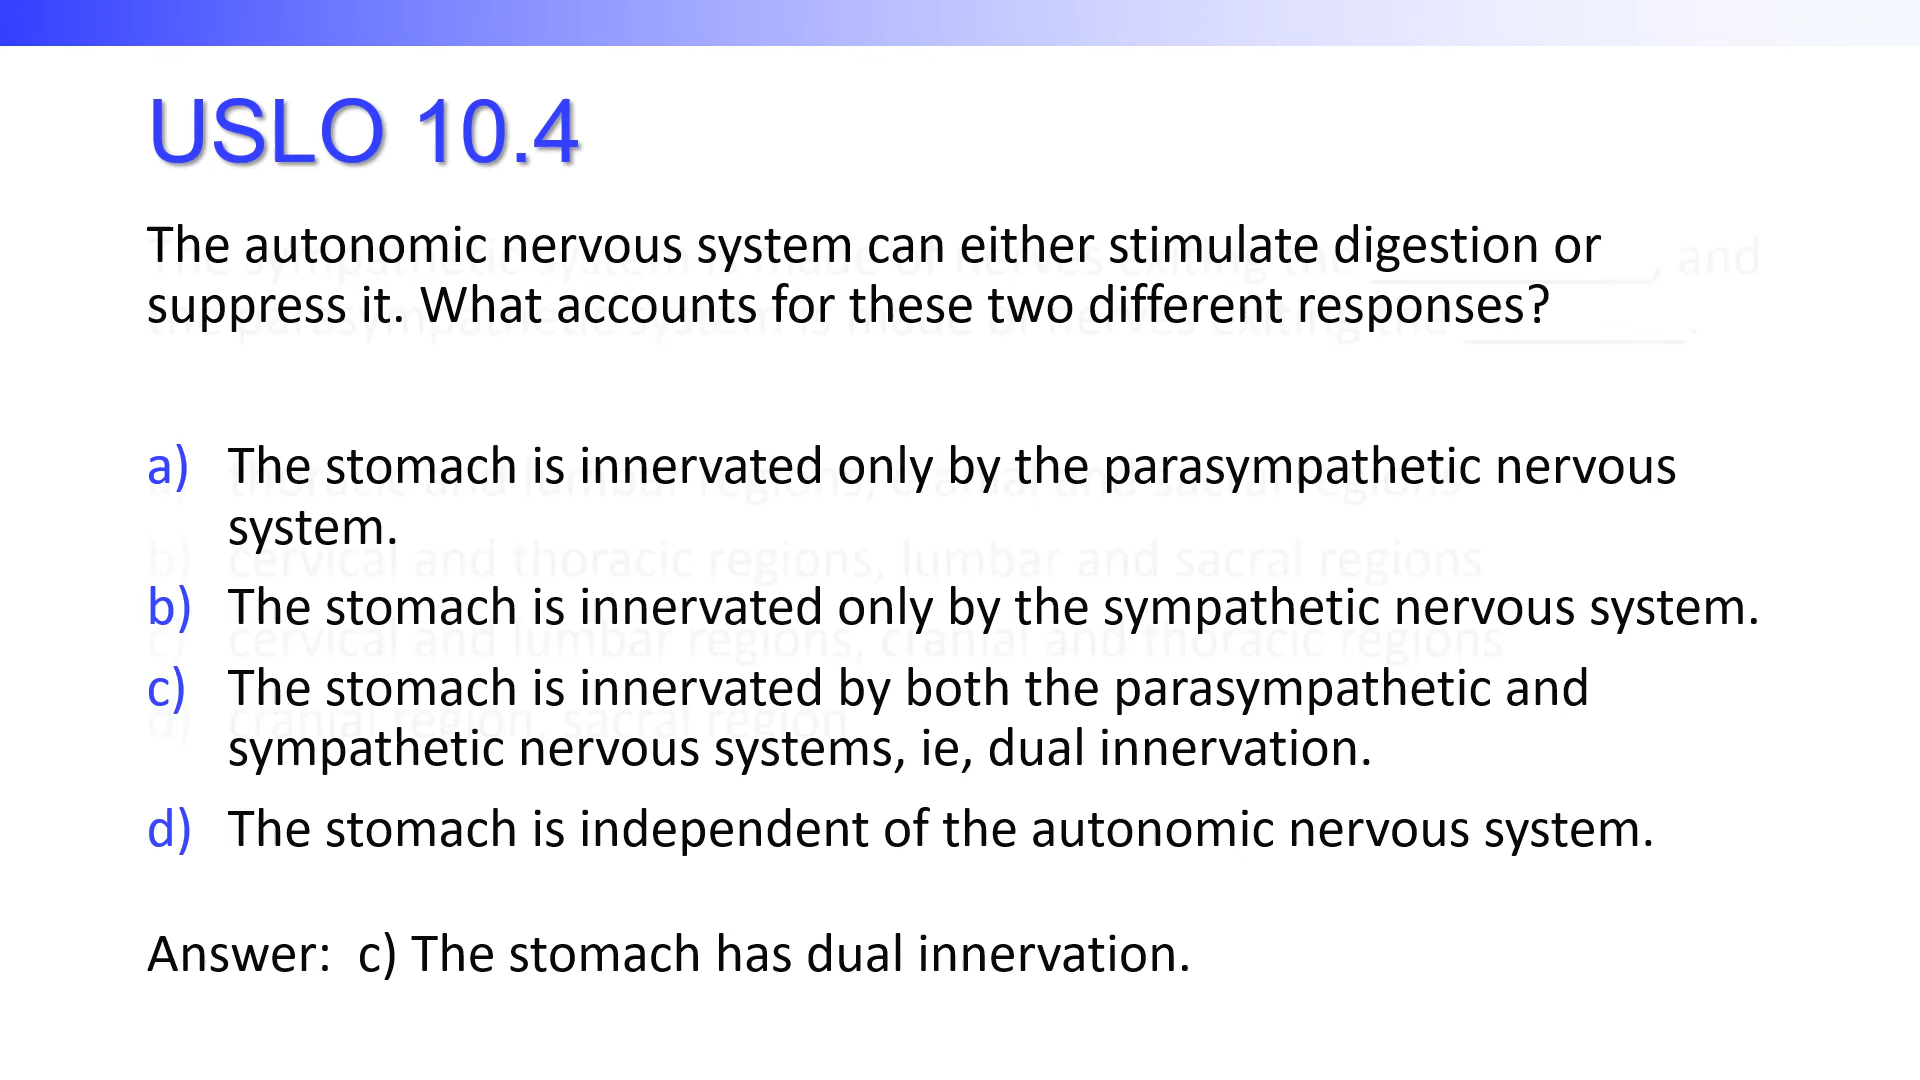 USLO 10.4
The autonomic nervous system can either stimulate digestion or
suppress it. What accounts for these two different responses?
a) The stomach is innervated only by the parasympathetic nervous
system.
b) The stomach is innervated only by the sympathetic nervous system.
c) The stomach is innervated by both the parasympathetic and
sympathetic nervous systems, ie, dual innervation.
d) The stomach is independent of the autonomic nervous system.
Answer: c) The stomach has dual innervation.